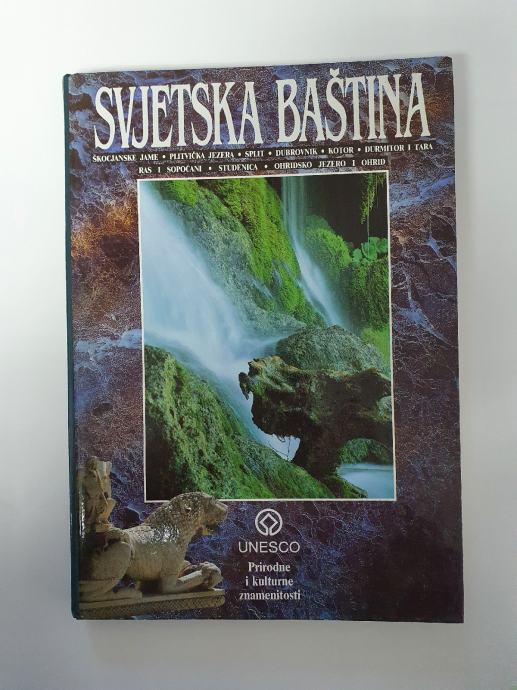 SVJETSKA BAŠTINA
ŠKOCJANSKE JAME • PLITVIČKA JEZERA • SPLIT • DUBROVNIK • KOTOR • DURMITOR I TARA
RAS I SOPOĆANI • STUDENICA • OHRIDSKO JEZERO I OHRID
UNESCO
Prirodne
i kulturne
znamenitosti